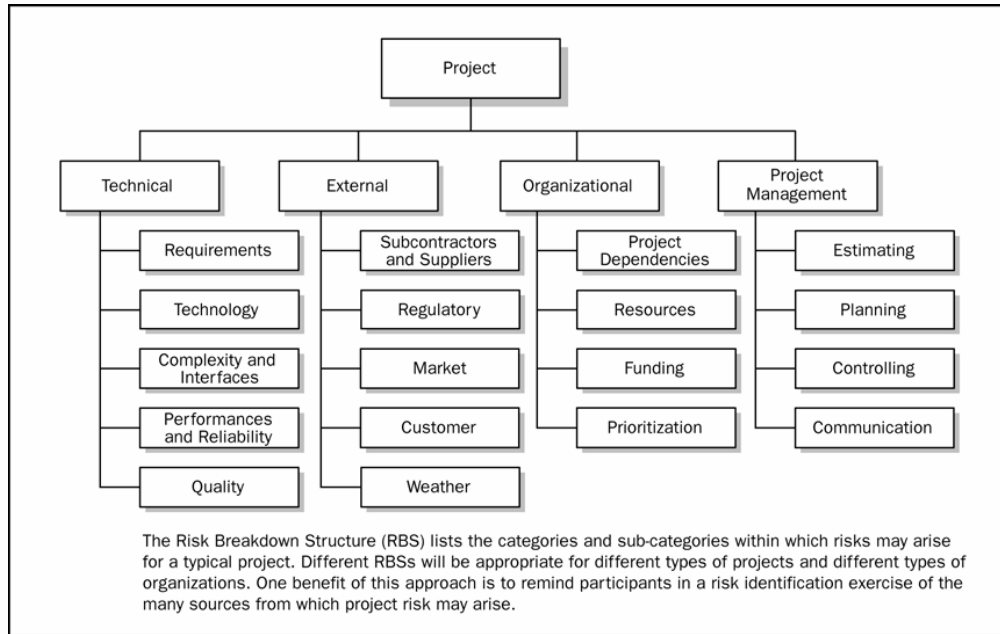 Project
Technical
External
Organizational
Project
Management
Requirements
Subcontractors
and Suppliers
Project
Dependencies
Estimating
Technology
Regulatory
Resources
Planning
Complexity and
Interfaces
Market
Funding
Controlling
Performances
and Reliability
Customer
Prioritization
Communication
Quality
Weather
The Risk Breakdown Structure (RBS) lists the categories and sub-categories within which risks may arise
for a typical project. Different RBSs will be appropriate for different types of projects and different types of
organizations. One benefit of this approach is to remind participants in a risk identification exercise of the
many sources from which project risk may arise.